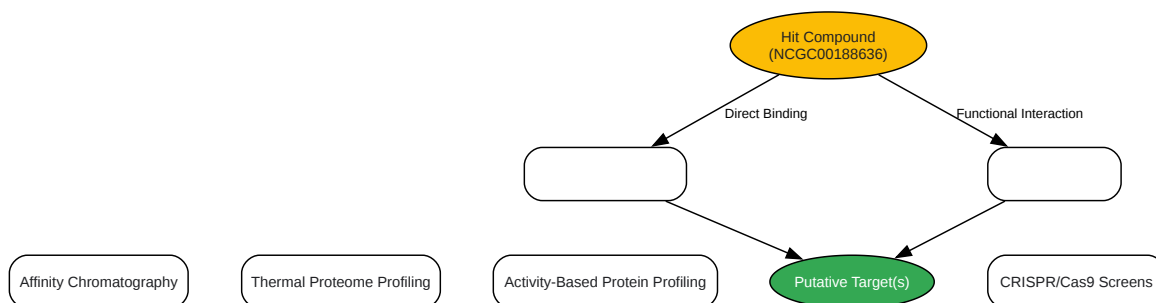 Hit Compound
(NCGC00188636)
Direct Binding
Functional Interaction
Affinity Chromatography
Thermal Proteome Profiling
Activity-Based Protein Profiling
Putative Target(s)
CRISPR/Cas9 Screens